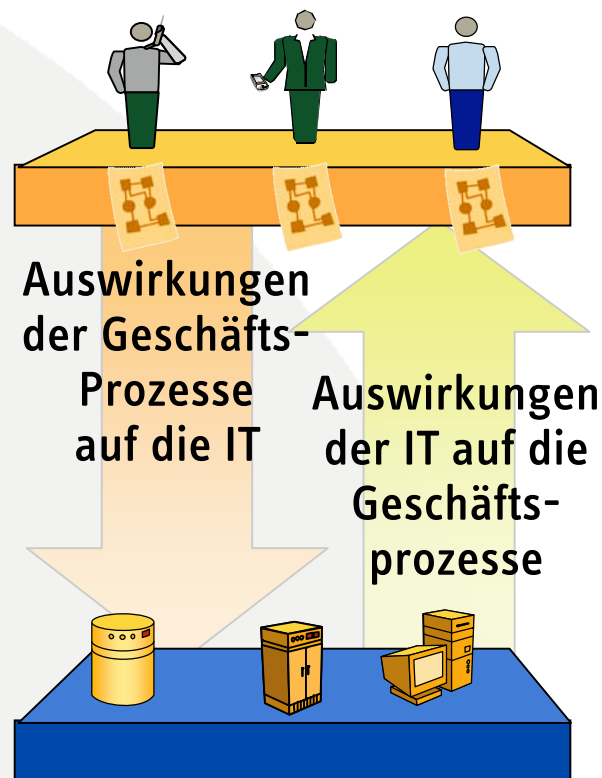 Auswirkungen
der Geschäfts-
Prozesse
auf die IT
Auswirkungen
der IT auf die
Geschäfts-
prozesse